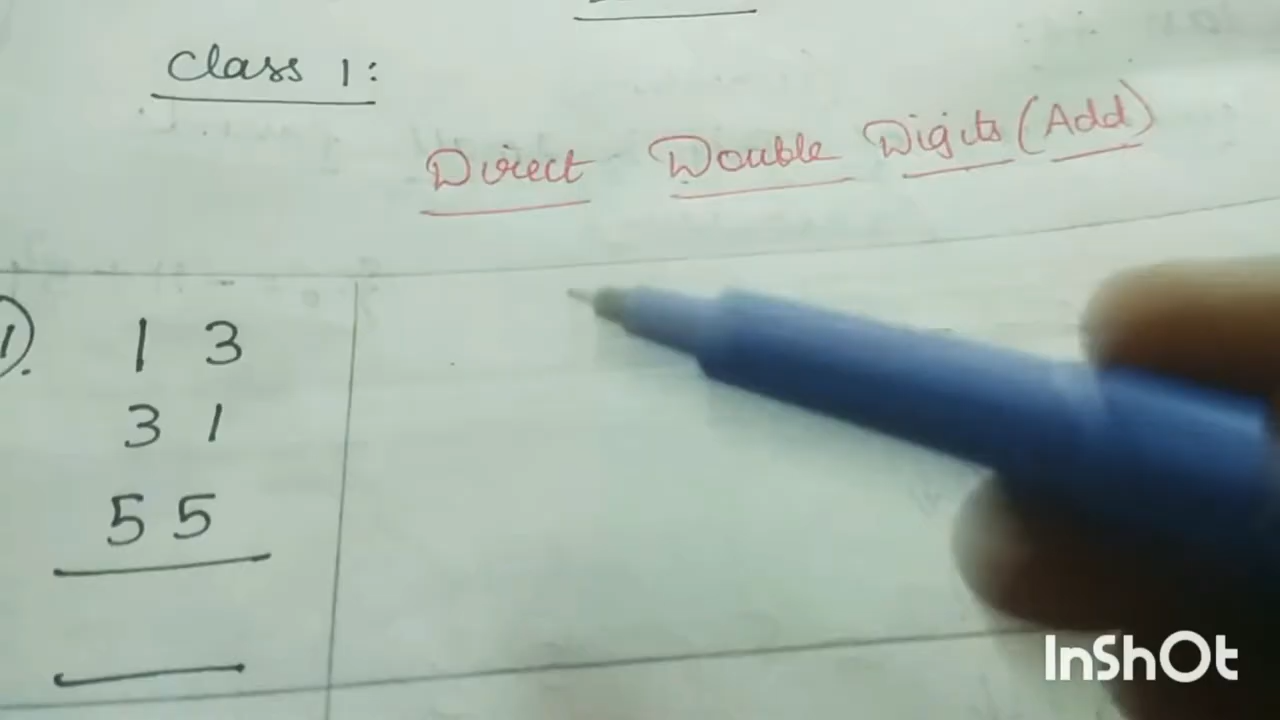 Class 1:
Direct Double Digits (Add)
1). 1 3
3 1
5 5
InShOt